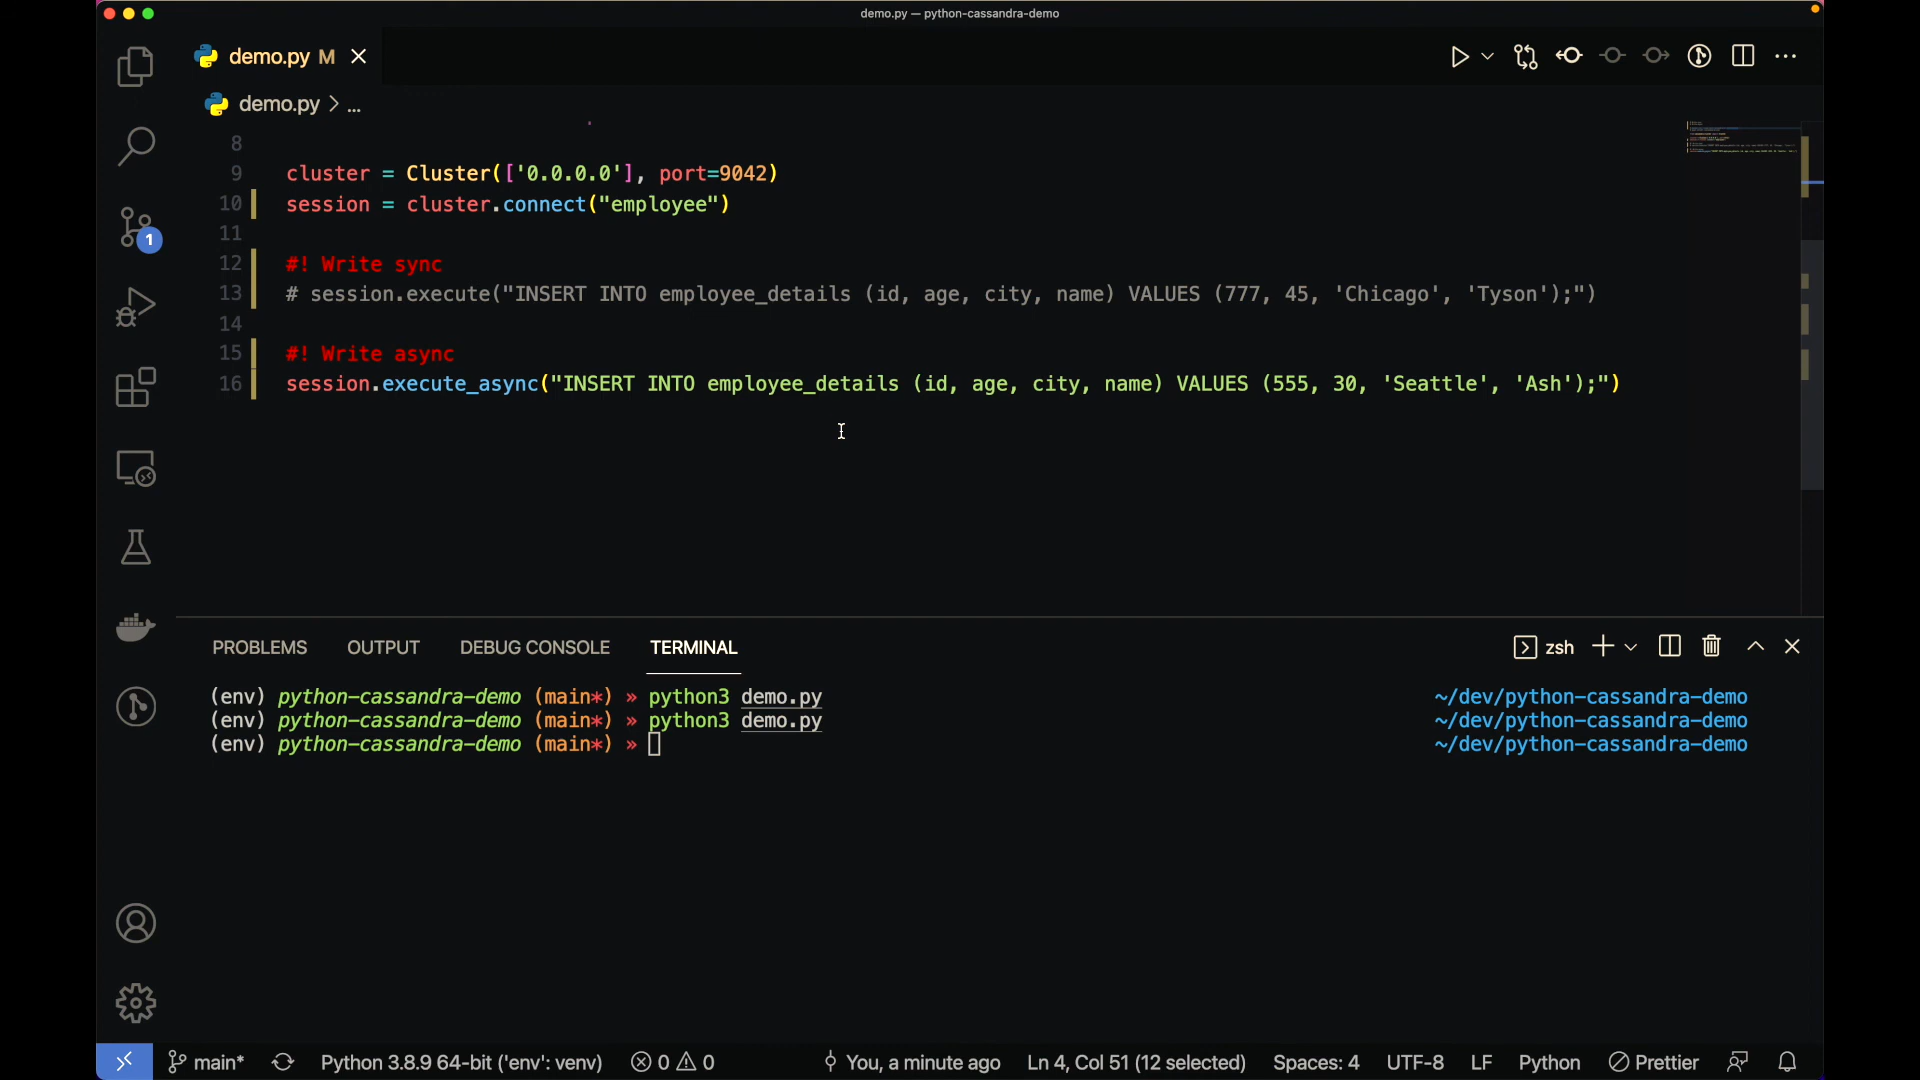 demo.py — python-cassandra-demo
demo.py M
demo.py > ...
8
9 cluster = Cluster(['0.0.0.0'], port=9042)
10 session = cluster.connect("employee")
11
12 #! Write sync
13 # session.execute("INSERT INTO employee_details (id, age, city, name) VALUES (777, 45, 'Chicago', 'Tyson');")
14
15 #! Write async
16 session.execute_async("INSERT INTO employee_details (id, age, city, name) VALUES (555, 30, 'Seattle', 'Ash');")
1
PROBLEMS OUTPUT DEBUG CONSOLE TERMINAL zsh
(env) python-cassandra-demo (main*) » python3 demo.py ~/dev/python-cassandra-demo
(env) python-cassandra-demo (main*) » python3 demo.py ~/dev/python-cassandra-demo
(env) python-cassandra-demo (main*) » ~/dev/python-cassandra-demo
main* Python 3.8.9 64-bit ('env': venv) 0 0 You, a minute ago Ln 4, Col 51 (12 selected) Spaces: 4 UTF-8 LF Python Prettier